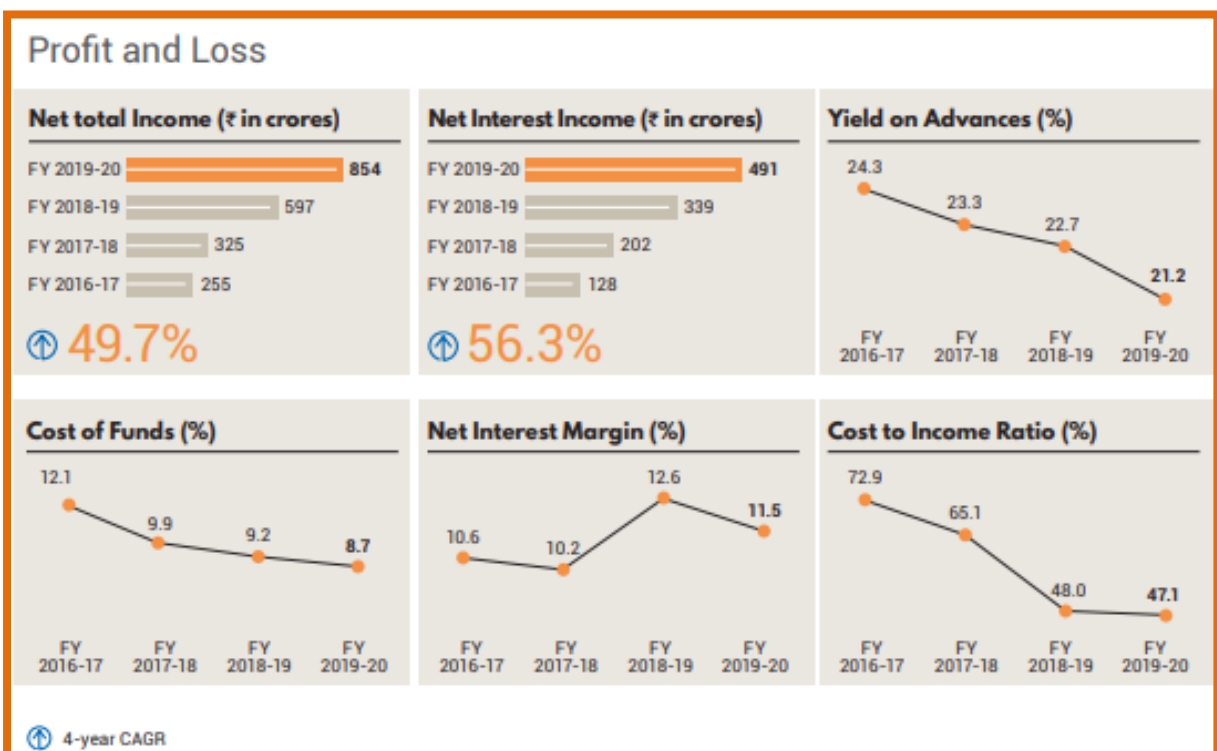 Profit and Loss
Net total Income (₹ in crores)
FY 2019-20 854
FY 2018-19 597
FY 2017-18 325
FY 2016-17 255
49.7%
Net Interest Income (₹ in crores)
FY 2019-20 491
FY 2018-19 339
FY 2017-18 202
FY 2016-17 128
56.3%
Yield on Advances (%)
24.3 23.3 22.7 21.2
FY FY FY FY
2016-17 2017-18 2018-19 2019-20
Cost of Funds (%)
12.1 9.9 9.2 8.7
FY FY FY FY
2016-17 2017-18 2018-19 2019-20
Net Interest Margin (%)
10.6 10.2 12.6 11.5
FY FY FY FY
2016-17 2017-18 2018-19 2019-20
Cost to Income Ratio (%)
72.9 65.1 48.0 47.1
FY FY FY FY
2016-17 2017-18 2018-19 2019-20
4-year CAGR